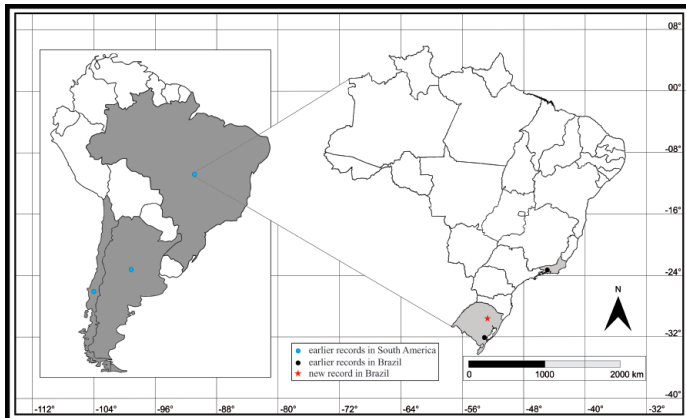 08°
00°
-08°
-16°
-24°
-32°
-40°
• earlier records in South America
• earlier records in Brazil
★ new record in Brazil
0 1000 2000 km
-112° -104° -96° -88° -80° -72° -64° -56° -48° -40° -32°
N